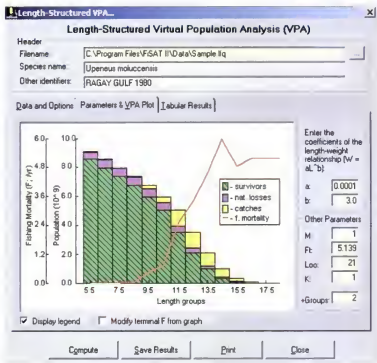 Length-Structured VPA...
Length-Structured Virtual Population Analysis (VPA)
Header
Filename: C:\Program Files\FiSAT II\Data\Sample.lfq
Species name: Upeneus moluccensis
Other identifiers: RAGAY GULF 1980
Data and Options Parameters & VPA Plot Tabular Results
Fishing Mortality (F; /yr)
6.0
4.8
3.6
2.4
1.2
0.0
Population (10^ 9)
10.0
8.0
6.0
4.0
2.0
0.0
- survivors
- nat. losses
- catches
- f. mortality
5.5 7.5 9.5 11.5 13.5 15.5 17.5
Length groups
Enter the
coefficients of the
length-weight
relationship (W =
aL^b):
a: 0.0001
b: 3.0
Other Parameters
M: 1
Ft: 5.139
Loo: 21
K: 1
+Groups: 2
Display legend Modify terminal F from graph
Compute Save Results Print Close